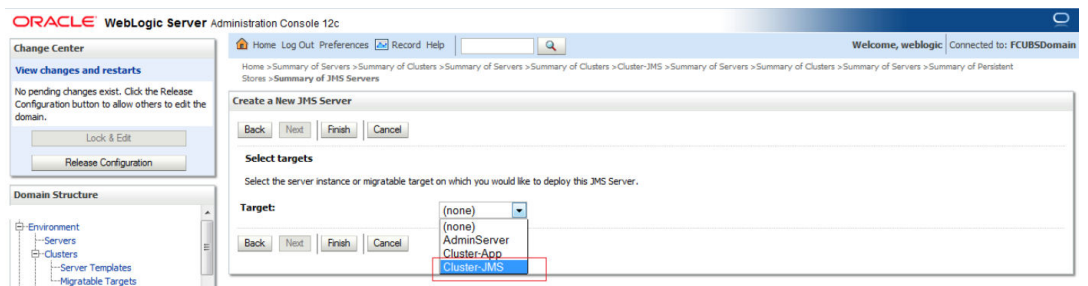 ORACLE WebLogic Server Administration Console 12c
Change Center
View changes and restarts
No pending changes exist. Click the Release
Configuration button to allow others to edit the
domain.
Lock & Edit
Release Configuration
Domain Structure
Environment
Servers
Clusters
Server Templates
Migratable Targets
Home Log Out Preferences Record Help
Welcome, weblogic Connected to: FCUBSDomain
Home >Summary of Servers >Summary of Clusters >Summary of Servers >Summary of Clusters >Cluster-JMS >Summary of Servers >Summary of Clusters >Summary of Servers >Summary of Persistent
Stores >Summary of JMS Servers
Create a New JMS Server
Back Next Finish Cancel
Select targets
Select the server instance or migratable target on which you would like to deploy this JMS Server.
Target: (none)
(none)
AdminServer
Cluster-App
Cluster-JMS
Back Next Finish Cancel